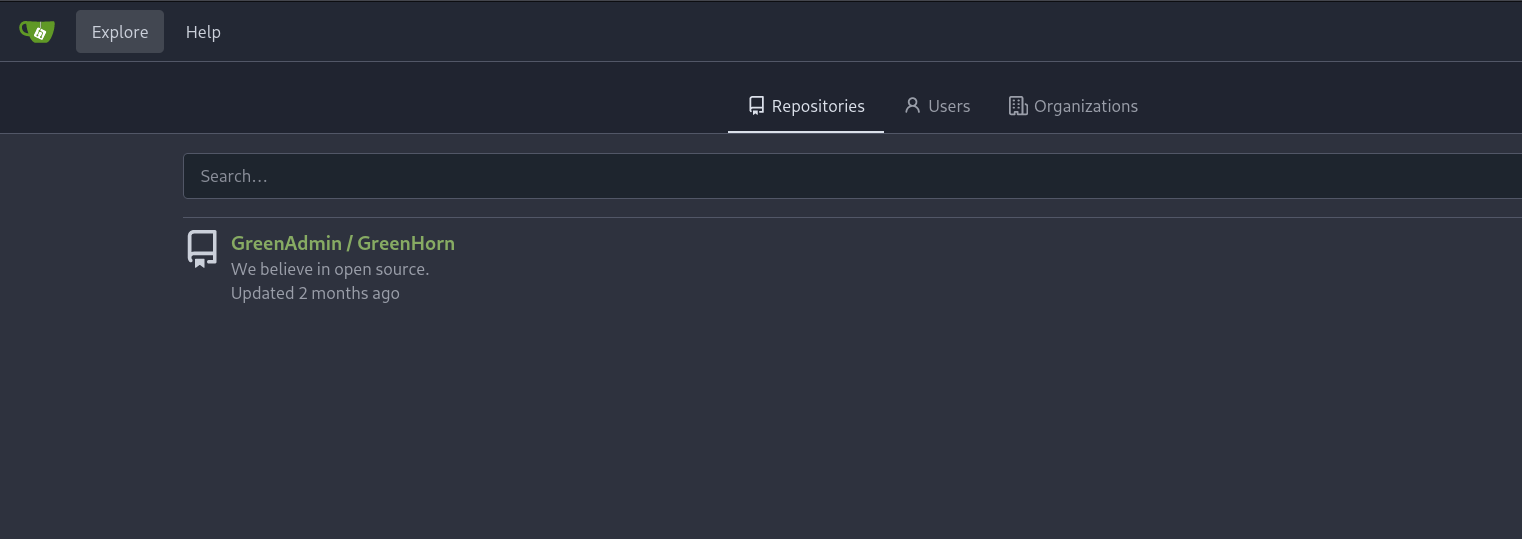 Explore Help
Repositories Users Organizations
Search...
GreenAdmin / GreenHorn
We believe in open source.
Updated 2 months ago